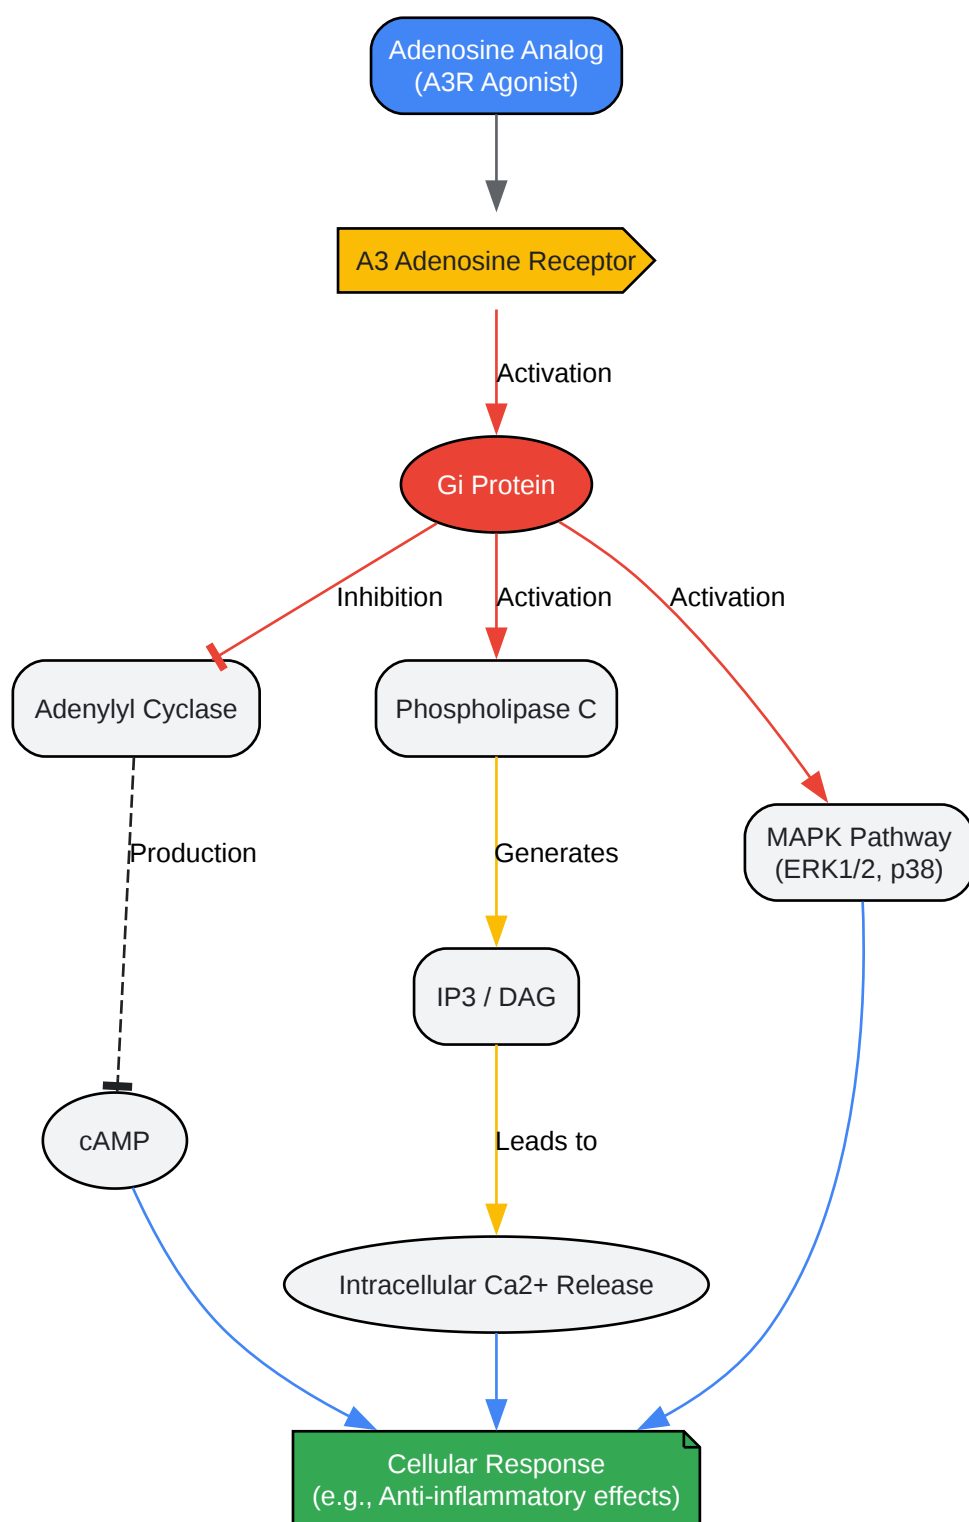 Adenosine Analog
(A3R Agonist)
A3 Adenosine Receptor
Activation
Gi Protein
Inhibition
Activation
Activation
Adenylyl Cyclase
Phospholipase C
MAPK Pathway
(ERK1/2, p38)
Production
Generates
IP3 / DAG
cAMP
Leads to
Intracellular Ca2+ Release
Cellular Response
(e.g., Anti-inflammatory effects)